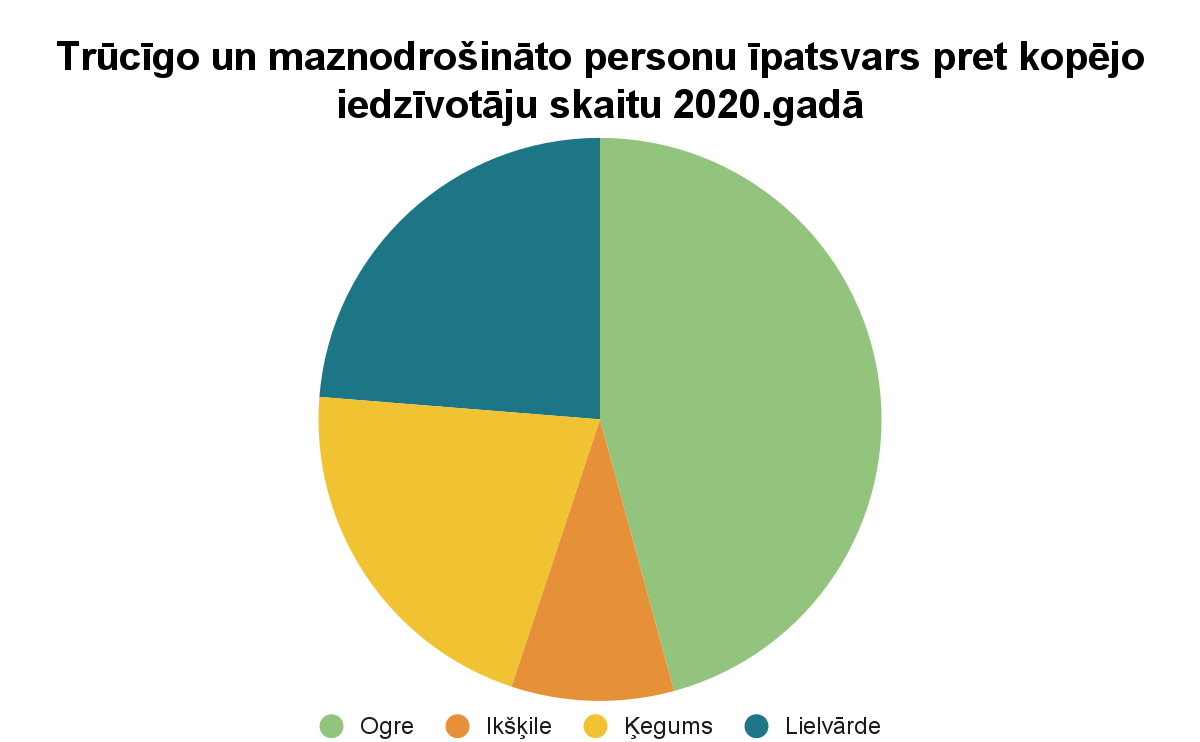 Trūcīgo un maznodrošināto personu īpatsvars pret kopējo
iedzīvotāju skaitu 2020.gadā
Ogre Ikšķile Ķegums Lielvārde